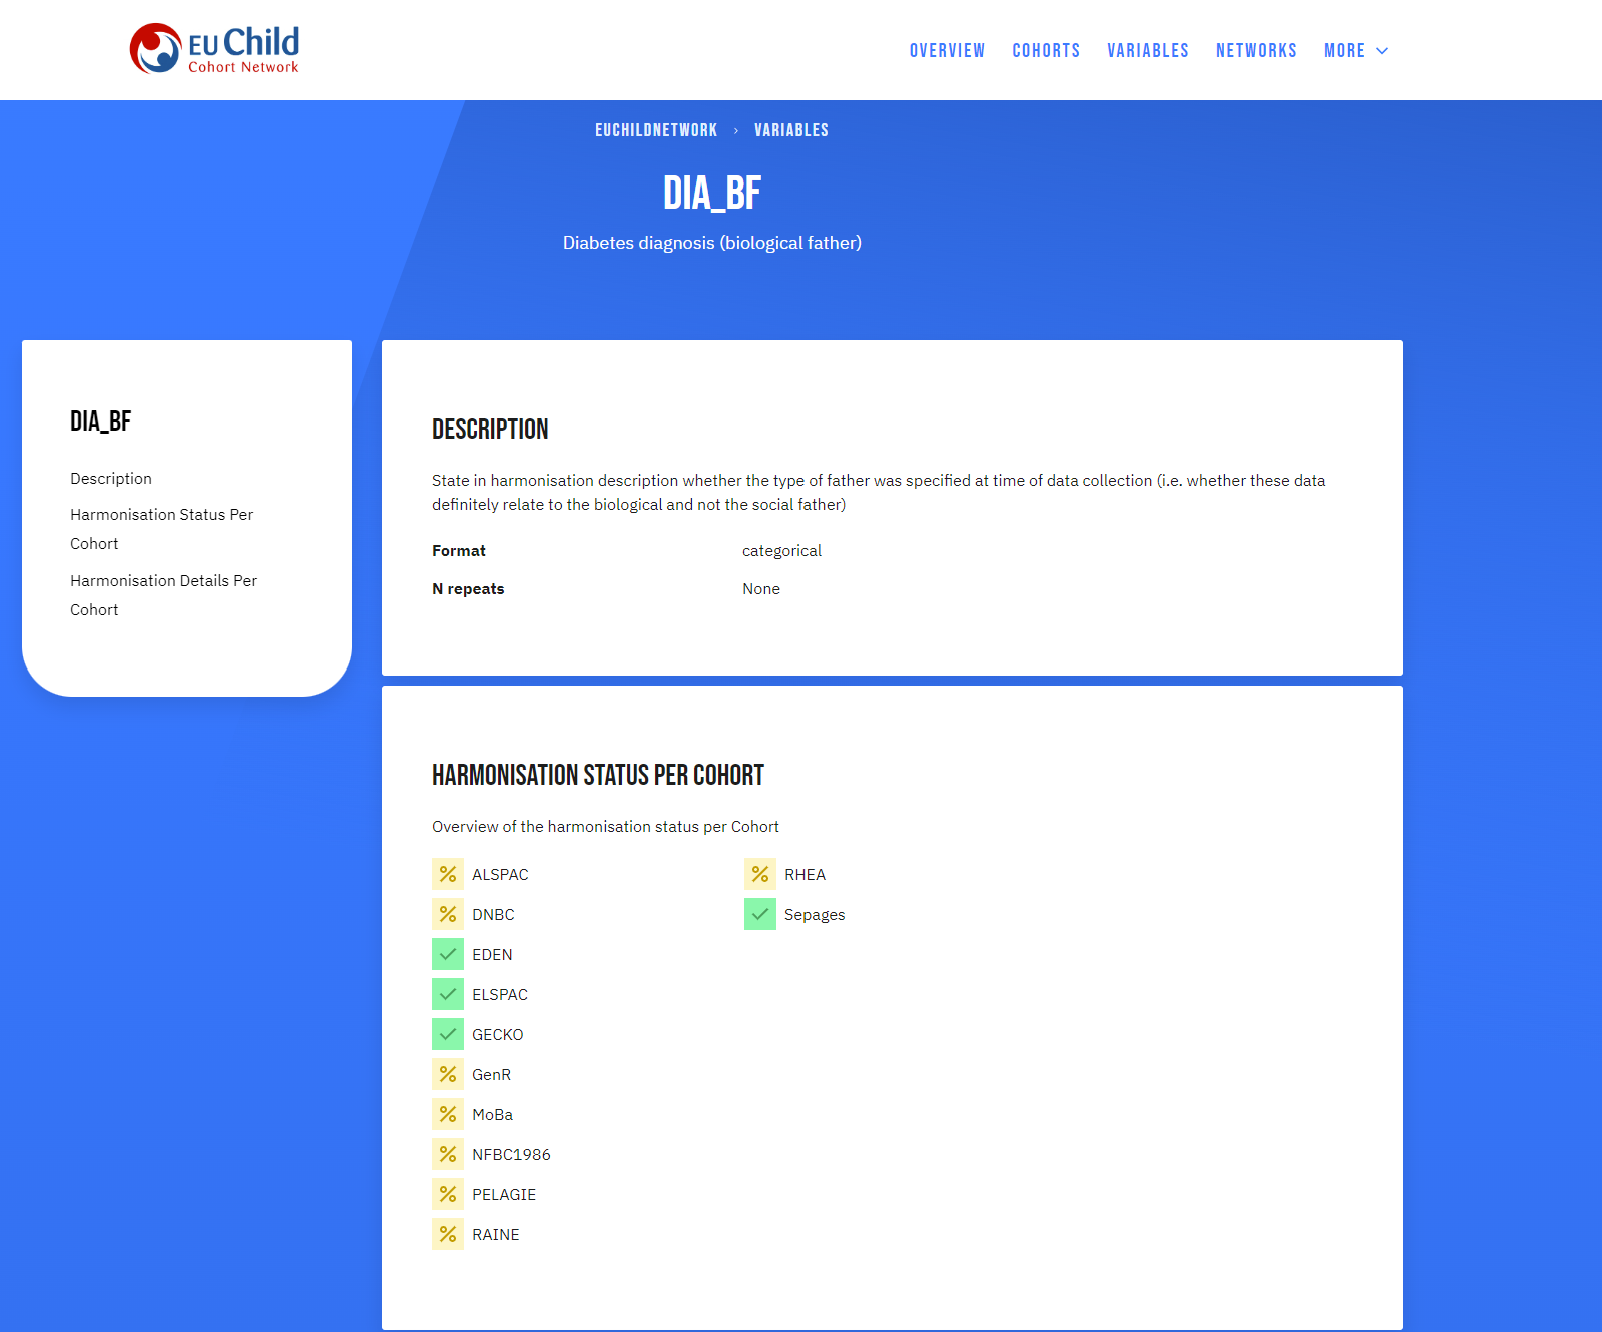 EU Child
Cohort Network
OVERVIEW COHORTS VARIABLES NETWORKS MORE
EUCHILDNETWORK › VARIABLES
DIA_BF
Diabetes diagnosis (biological father)
DIA_BF
Description
Harmonisation Status Per
Cohort
Harmonisation Details Per
Cohort
DESCRIPTION
State in harmonisation description whether the type of father was specified at time of data collection (i.e. whether these data
definitely relate to the biological and not the social father)
Format categorical
N repeats None
HARMONISATION STATUS PER COHORT
Overview of the harmonisation status per Cohort
% ALSPAC
% DNBC
✓ EDEN
✓ ELSPAC
✓ GECKO
% GenR
% MoBa
% NFBC1986
% PELAGIE
% RAINE
% RHEA
✓ Sepages